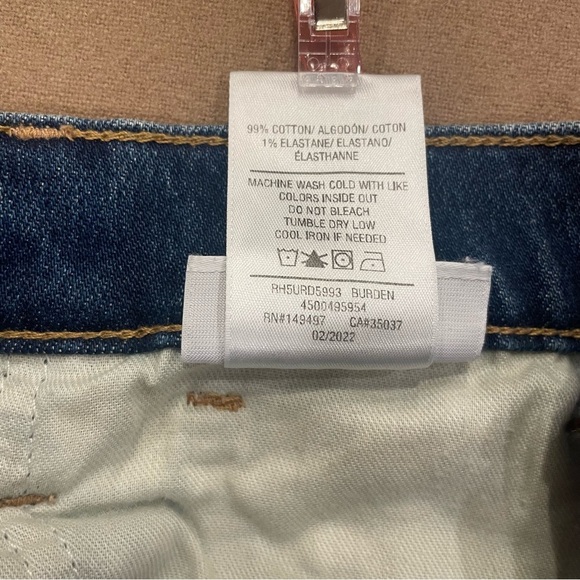 99% COTTON/ ALGODÓN/ COTON
1% ELASTANE/ ELASTANO/
ÉLASTHANNE
MACHINE WASH COLD WITH LIKE
COLORS INSIDE OUT
DO NOT BLEACH
TUMBLE DRY LOW
COOL IRON IF NEEDED
RH5URD5993 BURDEN
4500495954
RN#149497 CA#35037
02/2022